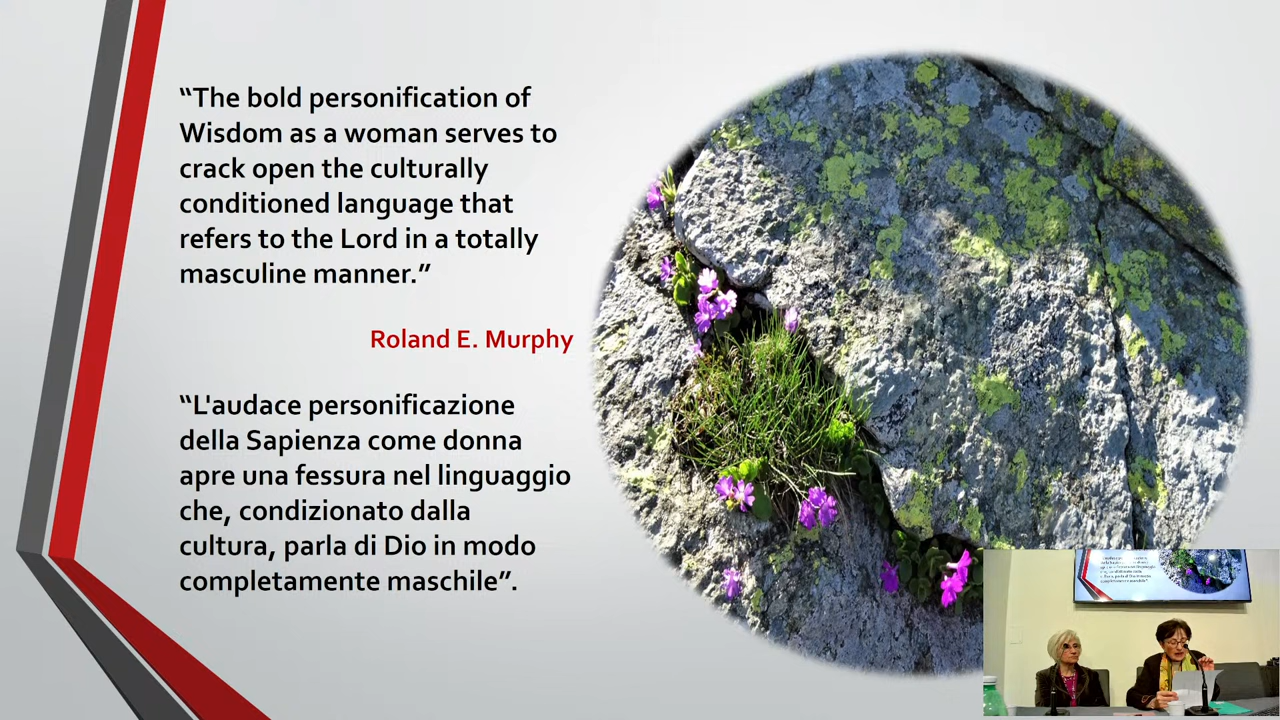 “The bold personification of
Wisdom as a woman serves to
crack open the culturally
conditioned language that
refers to the Lord in a totally
masculine manner.”
Roland E. Murphy
“L'audace personificazione
della Sapienza come donna
apre una fessura nel linguaggio
che, condizionato dalla
cultura, parla di Dio in modo
completamente maschile”.